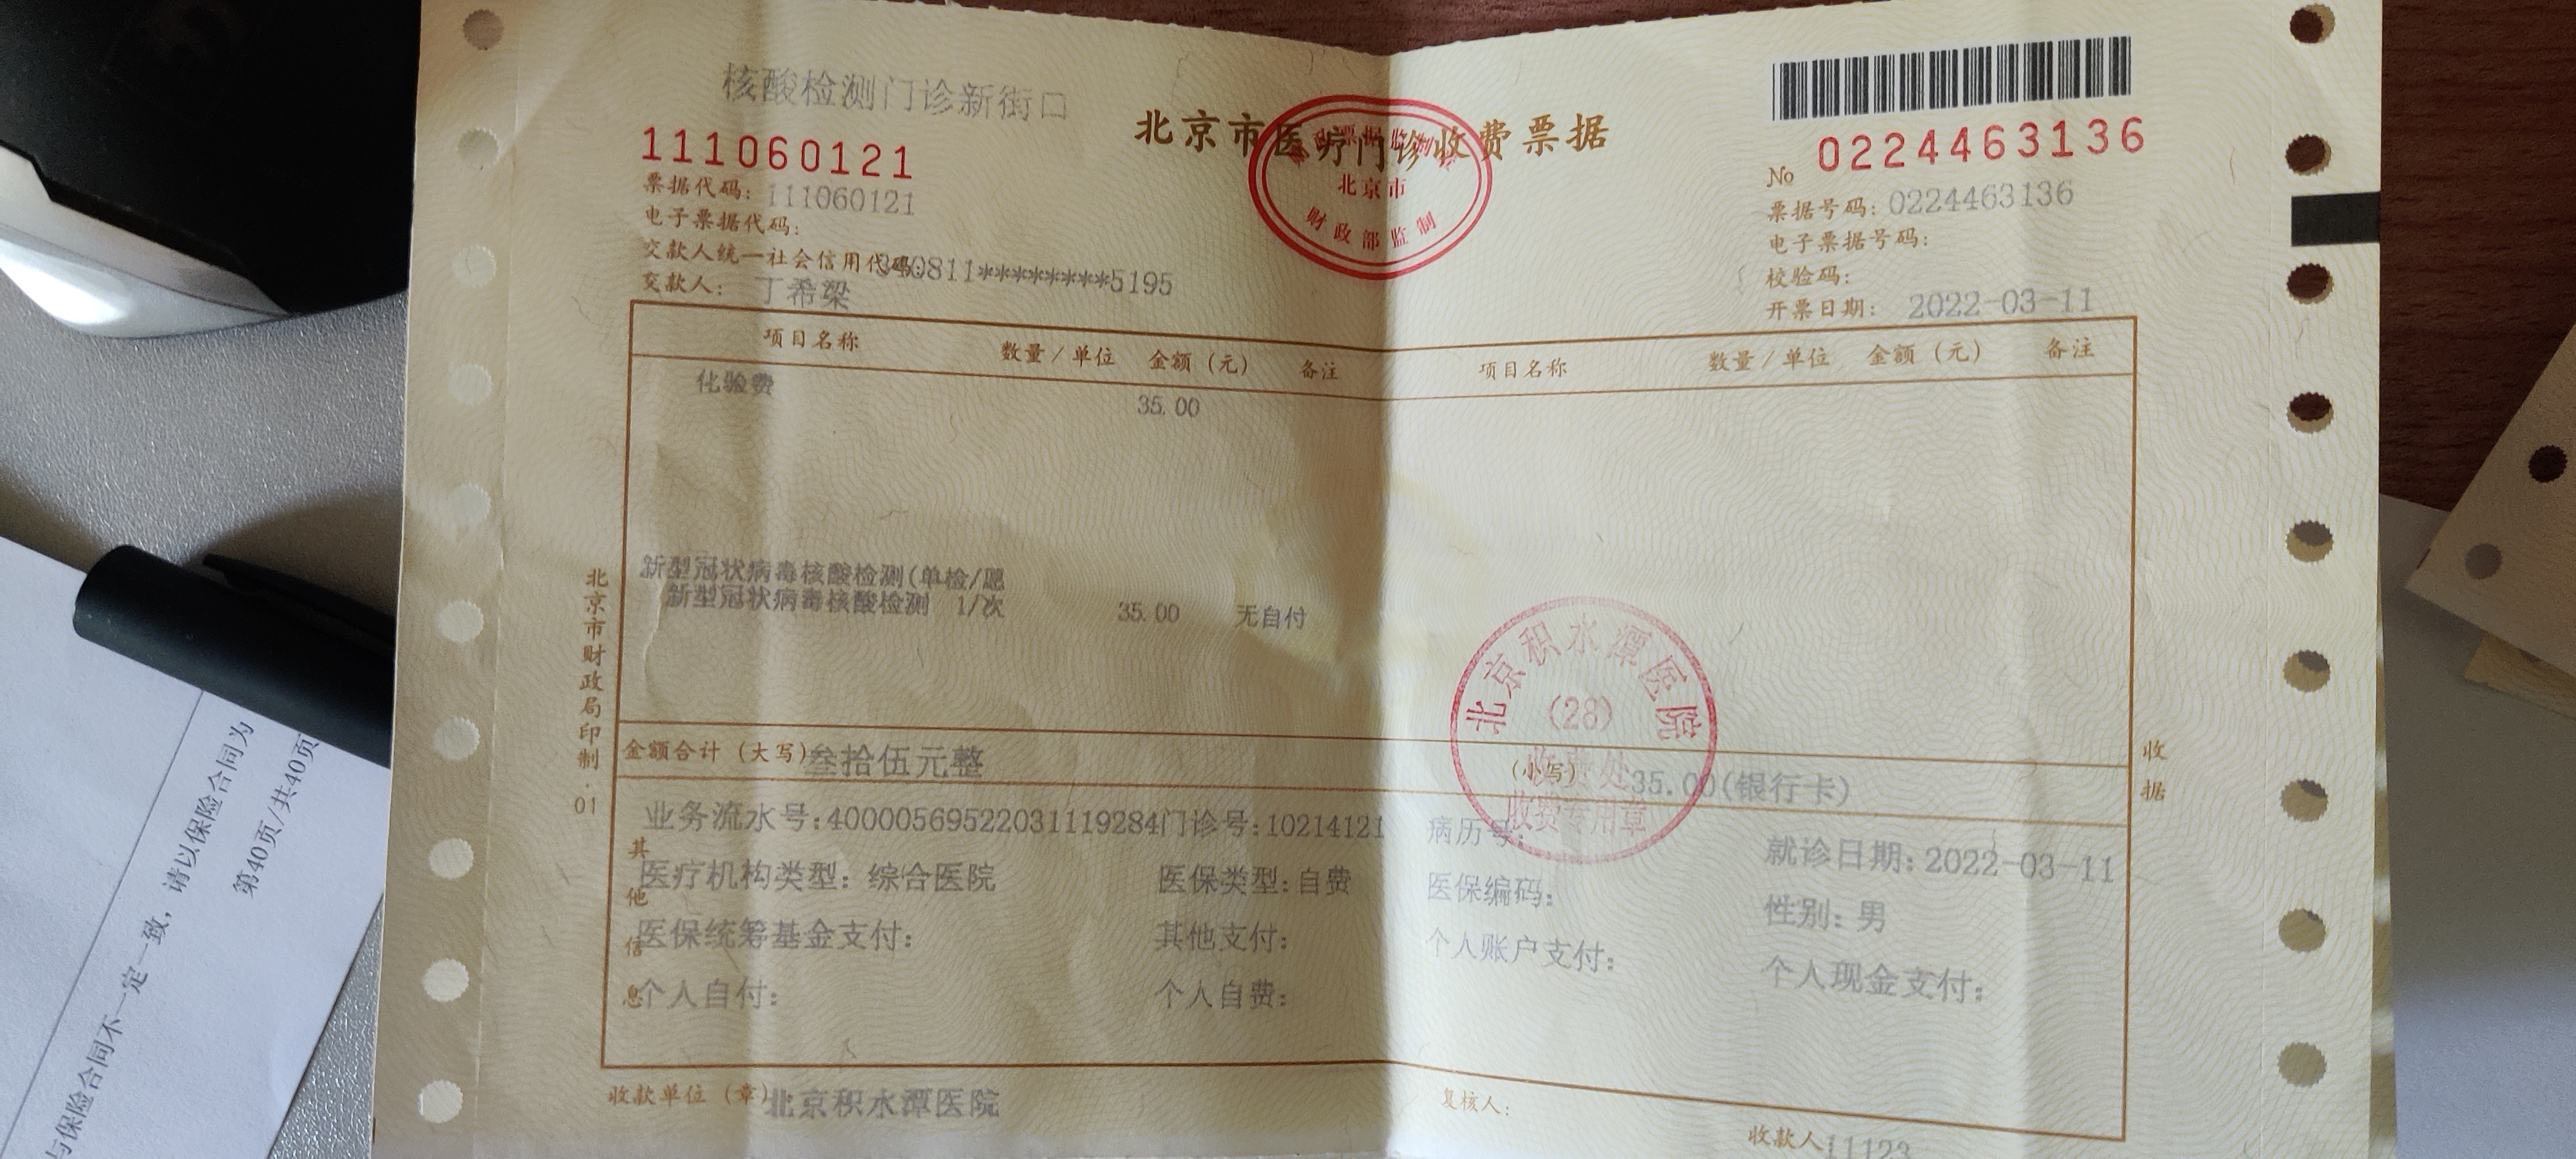 核酸检测门诊新街口
北京市医疗门诊收费票据
北京市
财政部监制
111060121
No 0224463136
票据代码: 111060121
票据号码: 0224463136
电子票据代码:
电子票据号码:
交款人统一社会信用代码: 0811********5195
校验码:
交款人: 丁希梁
开票日期: 2022-03-11
项目名称 数量/单位 金额(元) 备注 项目名称 数量/单位 金额(元) 备注
化验费 35.00
新型冠状病毒核酸检测(单检/愿
新型冠状病毒核酸检测 1/次 35.00 无自付
北京积水潭医院
(28)
收费处
收费专用章
金额合计(大写)叁拾伍元整 (小写) 35.00(银行卡)
业务流水号:40000569522031119284门诊号:10214121 病历号: 就诊日期:2022-03-11
医疗机构类型: 综合医院 医保类型:自费 医保编码: 性别:男
医保统筹基金支付: 其他支付: 个人账户支付: 个人现金支付:
个人自付: 个人自费:
其他信息
收款单位(章) 北京积水潭医院 复核人: 收款人 11123
北京市财政局印制·01
收据
与保险合同不一定一致,请以保险合同为
第40页/共40页